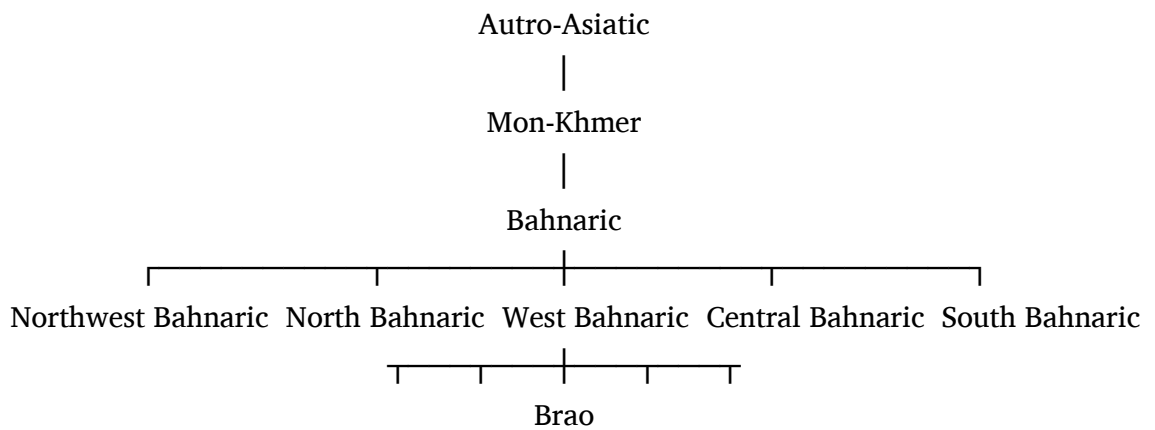 Autro-Asiatic
Mon-Khmer
Bahnaric
Northwest Bahnaric North Bahnaric West Bahnaric Central Bahnaric South Bahnaric
Brao